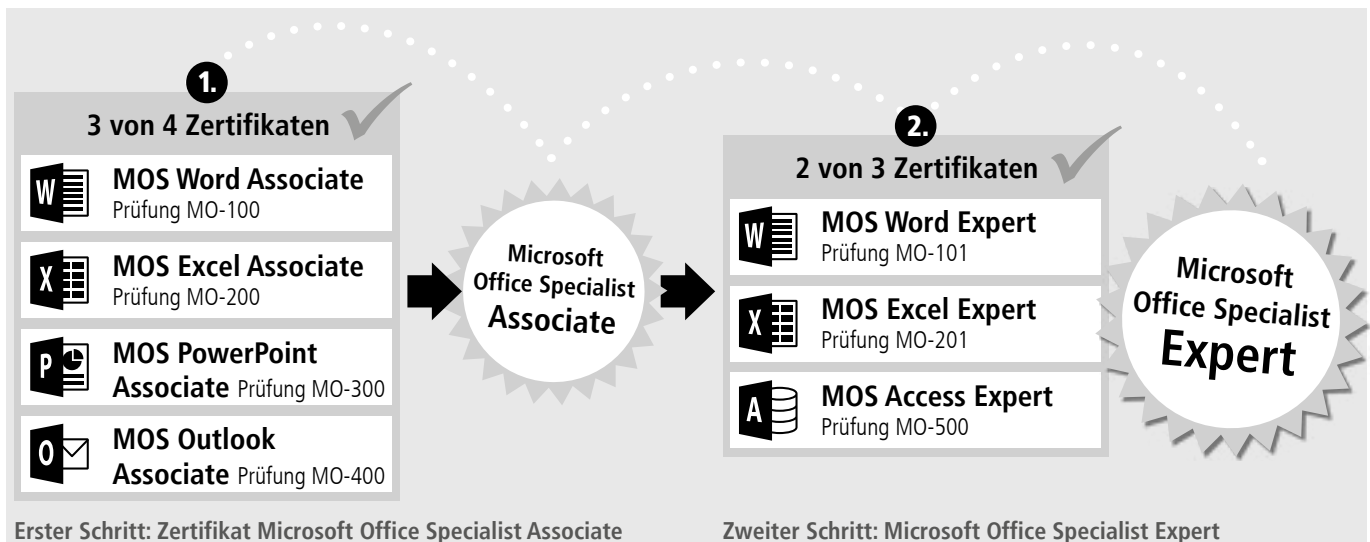 1.
3 von 4 Zertifikaten
W
MOS Word Associate
Prüfung MO-100
X
MOS Excel Associate
Prüfung MO-200
P
MOS PowerPoint
Associate Prüfung MO-300
O
MOS Outlook
Associate Prüfung MO-400
Microsoft
Office Specialist
Associate
2.
2 von 3 Zertifikaten
W
MOS Word Expert
Prüfung MO-101
X
MOS Excel Expert
Prüfung MO-201
A
MOS Access Expert
Prüfung MO-500
Microsoft
Office Specialist
Expert
Erster Schritt: Zertifikat Microsoft Office Specialist Associate
Zweiter Schritt: Microsoft Office Specialist Expert